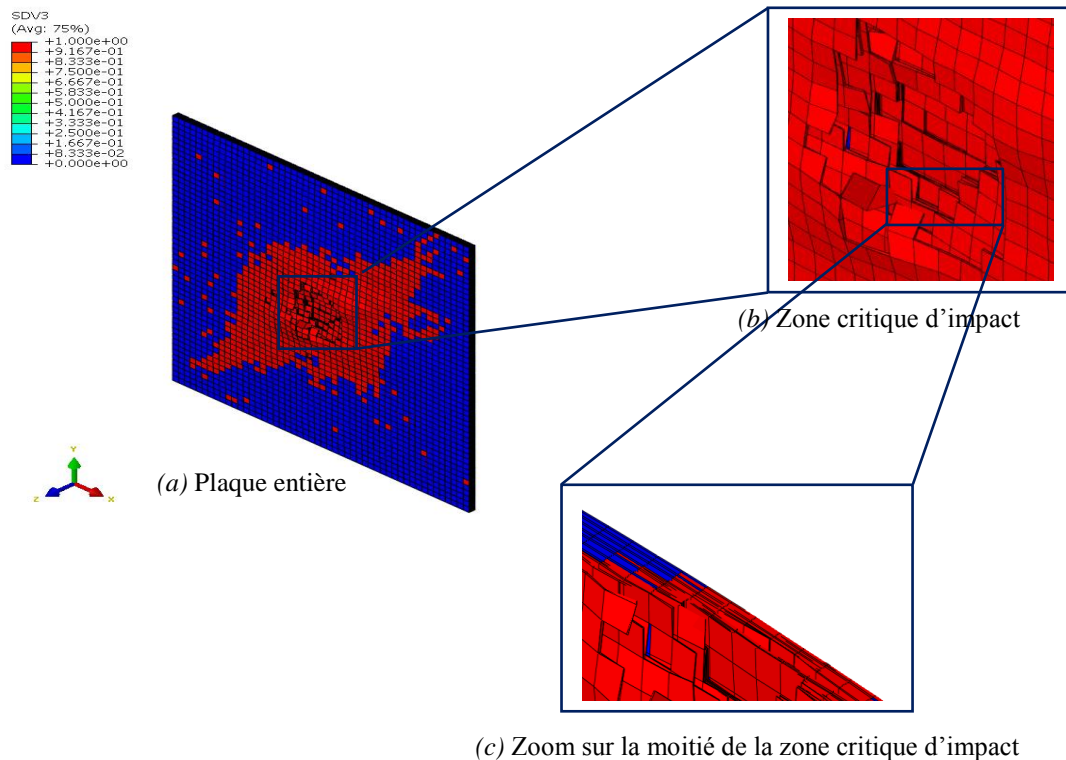 SDV3
(Avg: 75%)
+1.000e+00
+9.167e-01
+8.333e-01
+7.500e-01
+6.667e-01
+5.833e-01
+5.000e-01
+4.167e-01
+3.333e-01
+2.500e-01
+1.667e-01
+8.333e-02
+0.000e+00
(b) Zone critique d'impact
Y
Z
X
(a) Plaque entière
(c) Zoom sur la moitié de la zone critique d'impact